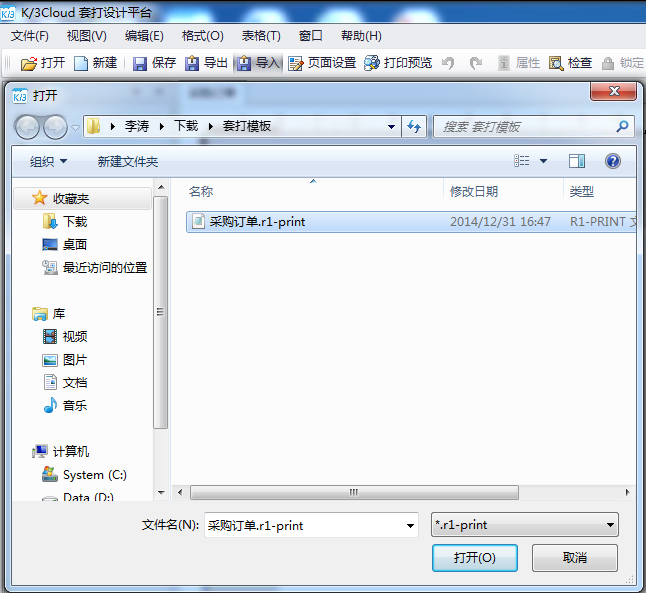 K/3 K/3Cloud 套打设计平台
文件(F) 视图(V) 编辑(E) 格式(O) 表格(T) 窗口 帮助(H)
打开 新建 保存 导出 导入 页面设置 打印预览 属性 检查 锁定
K/3 打开
李涛 下载 套打模板 搜索 套打模板
组织 新建文件夹
收藏夹
下载
桌面
最近访问的位置
库
视频
图片
文档
音乐
计算机
System (C:)
Data (D:)
名称 修改日期 类型
采购订单.r1-print 2014/12/31 16:47 R1-PRINT 文
文件名(N): 采购订单.r1-print *.r1-print
打开(O) 取消